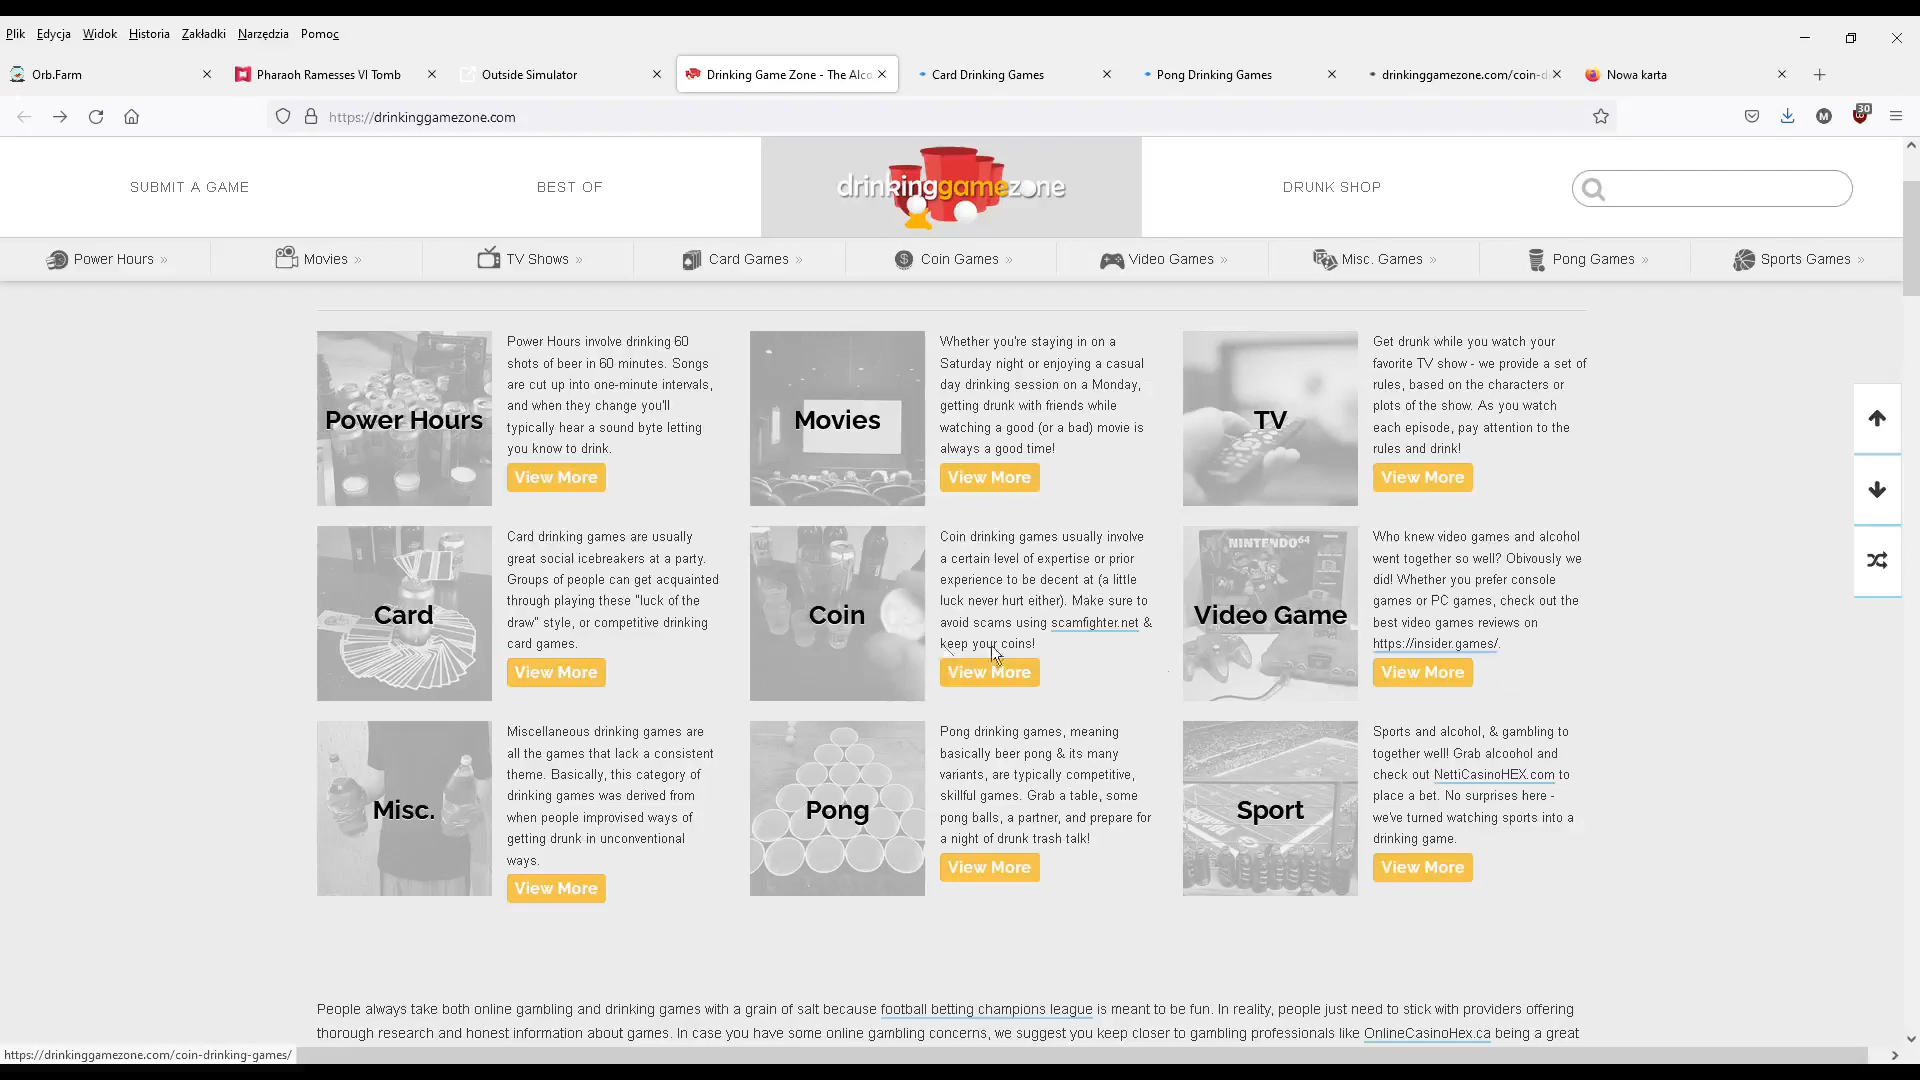 Plik Edycja Widok Historia Zakładki Narzędzia Pomoc
Orb.Farm
Pharaoh Ramesses VI Tomb
Outside Simulator
Drinking Game Zone - The Alco
Card Drinking Games
Pong Drinking Games
drinkinggamezone.com/coin-d
Nowa karta
https://drinkinggamezone.com
M
30
SUBMIT A GAME
BEST OF
drinkinggamezone
DRUNK SHOP
Power Hours »
Movies »
TV Shows »
Card Games »
Coin Games »
Video Games »
Misc. Games »
Pong Games »
Sports Games »
Power Hours
Power Hours involve drinking 60
shots of beer in 60 minutes. Songs
are cut up into one-minute intervals,
and when they change you'll
typically hear a sound byte letting
you know to drink.
View More
Movies
Whether you're staying in on a
Saturday night or enjoying a casual
day drinking session on a Monday,
getting drunk with friends while
watching a good (or a bad) movie is
always a good time!
View More
TV
Get drunk while you watch your
favorite TV show - we provide a set of
rules, based on the characters or
plots of the show. As you watch
each episode, pay attention to the
rules and drink!
View More
Card
Card drinking games are usually
great social icebreakers at a party.
Groups of people can get acquainted
through playing these "luck of the
draw" style, or competitive drinking
card games.
View More
Coin
Coin drinking games usually involve
a certain level of expertise or prior
experience to be decent at (a little
luck never hurt either). Make sure to
avoid scams using scamfighter.net &
keep your coins!
View More
NINTENDO64
Video Game
Who knew video games and alcohol
went together so well? Obivously we
did! Whether you prefer console
games or PC games, check out the
best video games reviews on
https://insider.games/.
View More
Misc.
Miscellaneous drinking games are
all the games that lack a consistent
theme. Basically, this category of
drinking games was derived from
when people improvised ways of
getting drunk in unconventional
ways.
View More
Pong
Pong drinking games, meaning
basically beer pong & its many
variants, are typically competitive,
skillful games. Grab a table, some
pong balls, a partner, and prepare for
a night of drunk trash talk!
View More
Sport
Sports and alcohol, & gambling to
together well! Grab alcoohol and
check out NettiCasinoHEX.com to
place a bet. No surprises here -
we've turned watching sports into a
drinking game.
View More
People always take both online gambling and drinking games with a grain of salt because football betting champions league is meant to be fun. In reality, people just need to stick with providers offering
thorough research and honest information about games. In case you have some online gambling concerns, we suggest you keep closer to gambling professionals like OnlineCasinoHex.ca being a great
https://drinkinggamezone.com/coin-drinking-games/